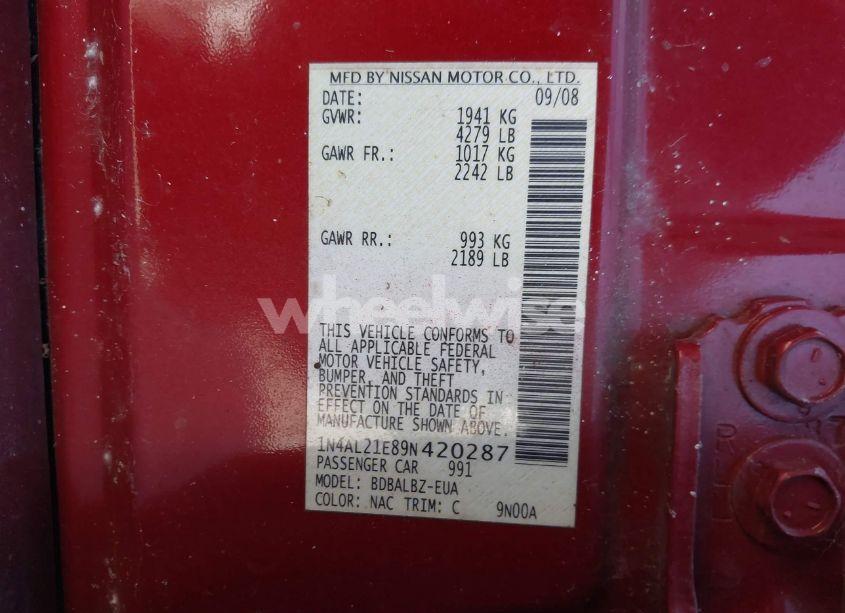 MFD BY NISSAN MOTOR CO., LTD.
DATE: 09/08
GVWR: 1941 KG
4279 LB
GAWR FR.: 1017 KG
2242 LB
GAWR RR.: 993 KG
2189 LB
wheelwise
THIS VEHICLE CONFORMS TO
ALL APPLICABLE FEDERAL
MOTOR VEHICLE SAFETY,
BUMPER, AND THEFT
PREVENTION STANDARDS IN
EFFECT ON THE DATE OF
MANUFACTURE SHOWN ABOVE.
1N4AL21E89N420287
PASSENGER CAR 991
MODEL: BDBALBZ-EUA
COLOR: NAC TRIM: C 9N00A